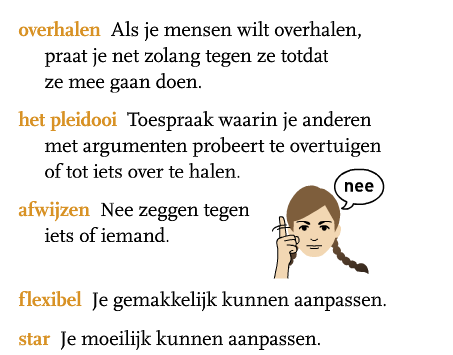 overhalen Als je mensen wilt overhalen,
praat je net zolang tegen ze totdat
ze mee gaan doen.
het pleidooi Toespraak waarin je anderen
met argumenten probeert te overtuigen
of tot iets over te halen.
afwijzen Nee zeggen tegen
iets of iemand.
nee
flexibel Je gemakkelijk kunnen aanpassen.
star Je moeilijk kunnen aanpassen.